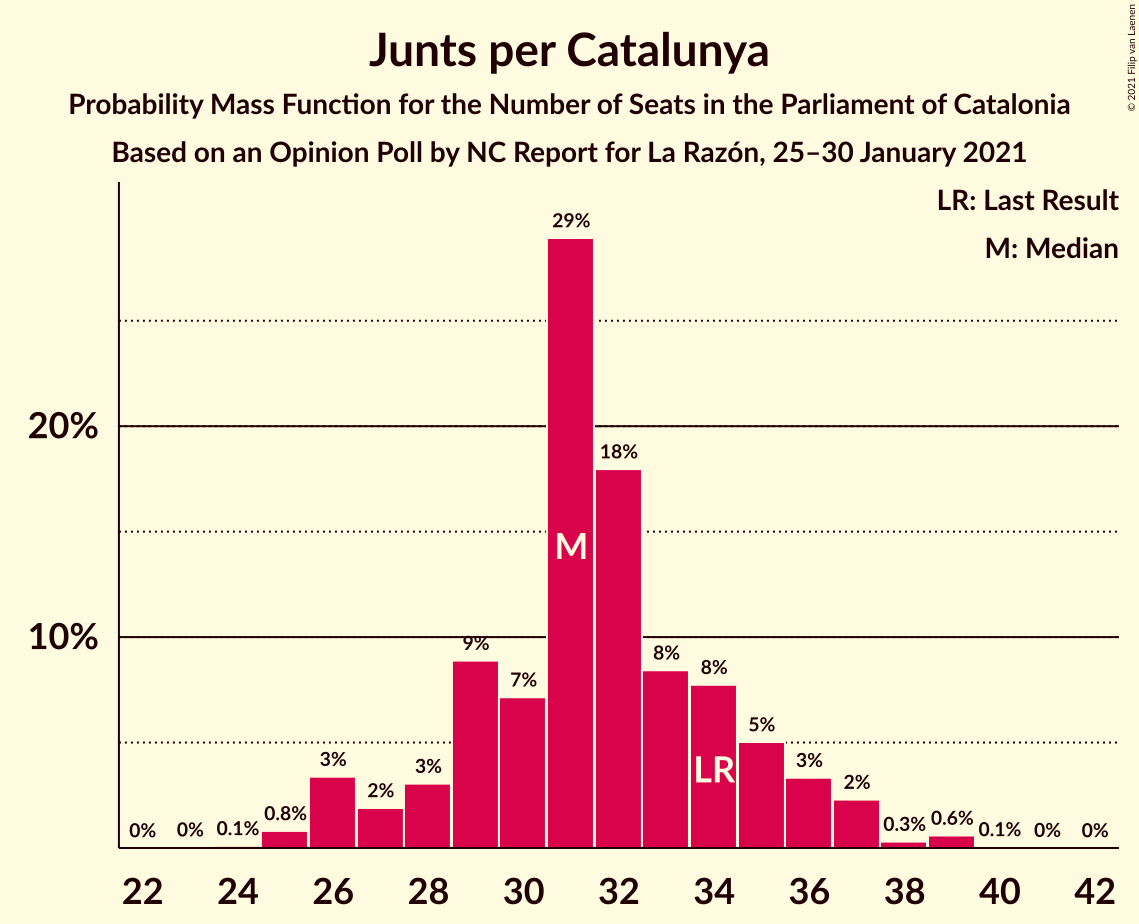 © 2021 Filip van Laenen
Junts per Catalunya
Probability Mass Function for the Number of Seats in the Parliament of Catalonia
Based on an Opinion Poll by NC Report for La Razón, 25–30 January 2021
LR: Last Result
M: Median
20%
10%
0% 0% 0.1% 0.8% 3% 2% 3% 9% 7% 29% 18% 8% 8% 5% 3% 2% 0.3% 0.6% 0.1% 0% 0%
M
LR
22 24 26 28 30 32 34 36 38 40 42